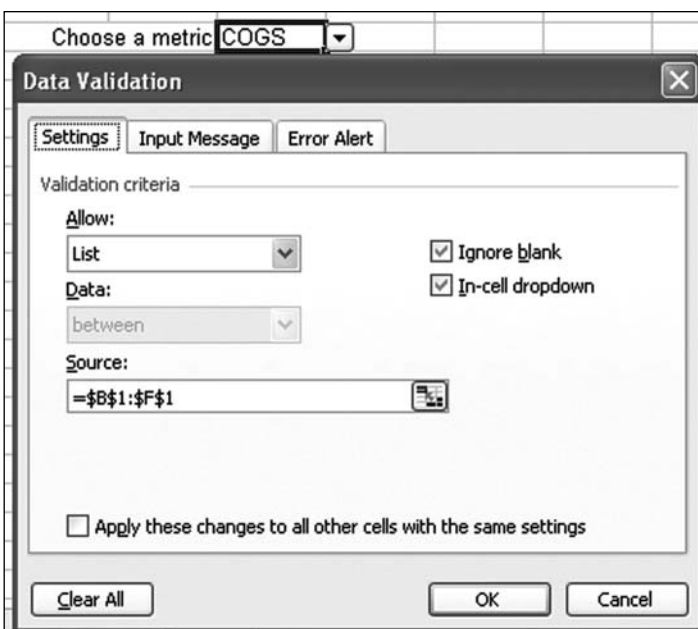 Choose a metric COGS
Data Validation
Settings Input Message Error Alert
Validation criteria
Allow:
List
Ignore blank
Data:
In-cell dropdown
between
Source:
=$B$1:$F$1
Apply these changes to all other cells with the same settings
Clear All OK Cancel